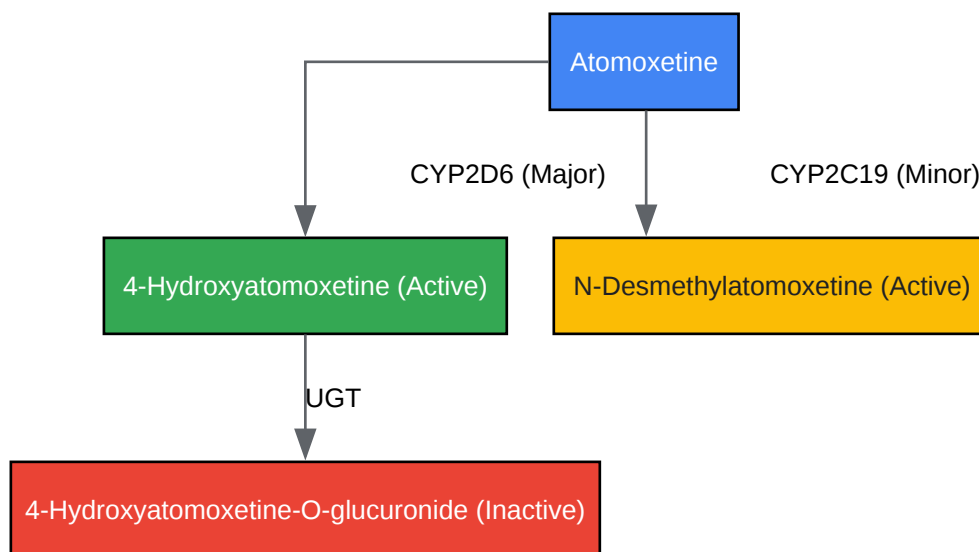 Atomoxetine
CYP2D6 (Major)
CYP2C19 (Minor)
4-Hydroxyatomoxetine (Active)
N-Desmethylatomoxetine (Active)
UGT
4-Hydroxyatomoxetine-O-glucuronide (Inactive)